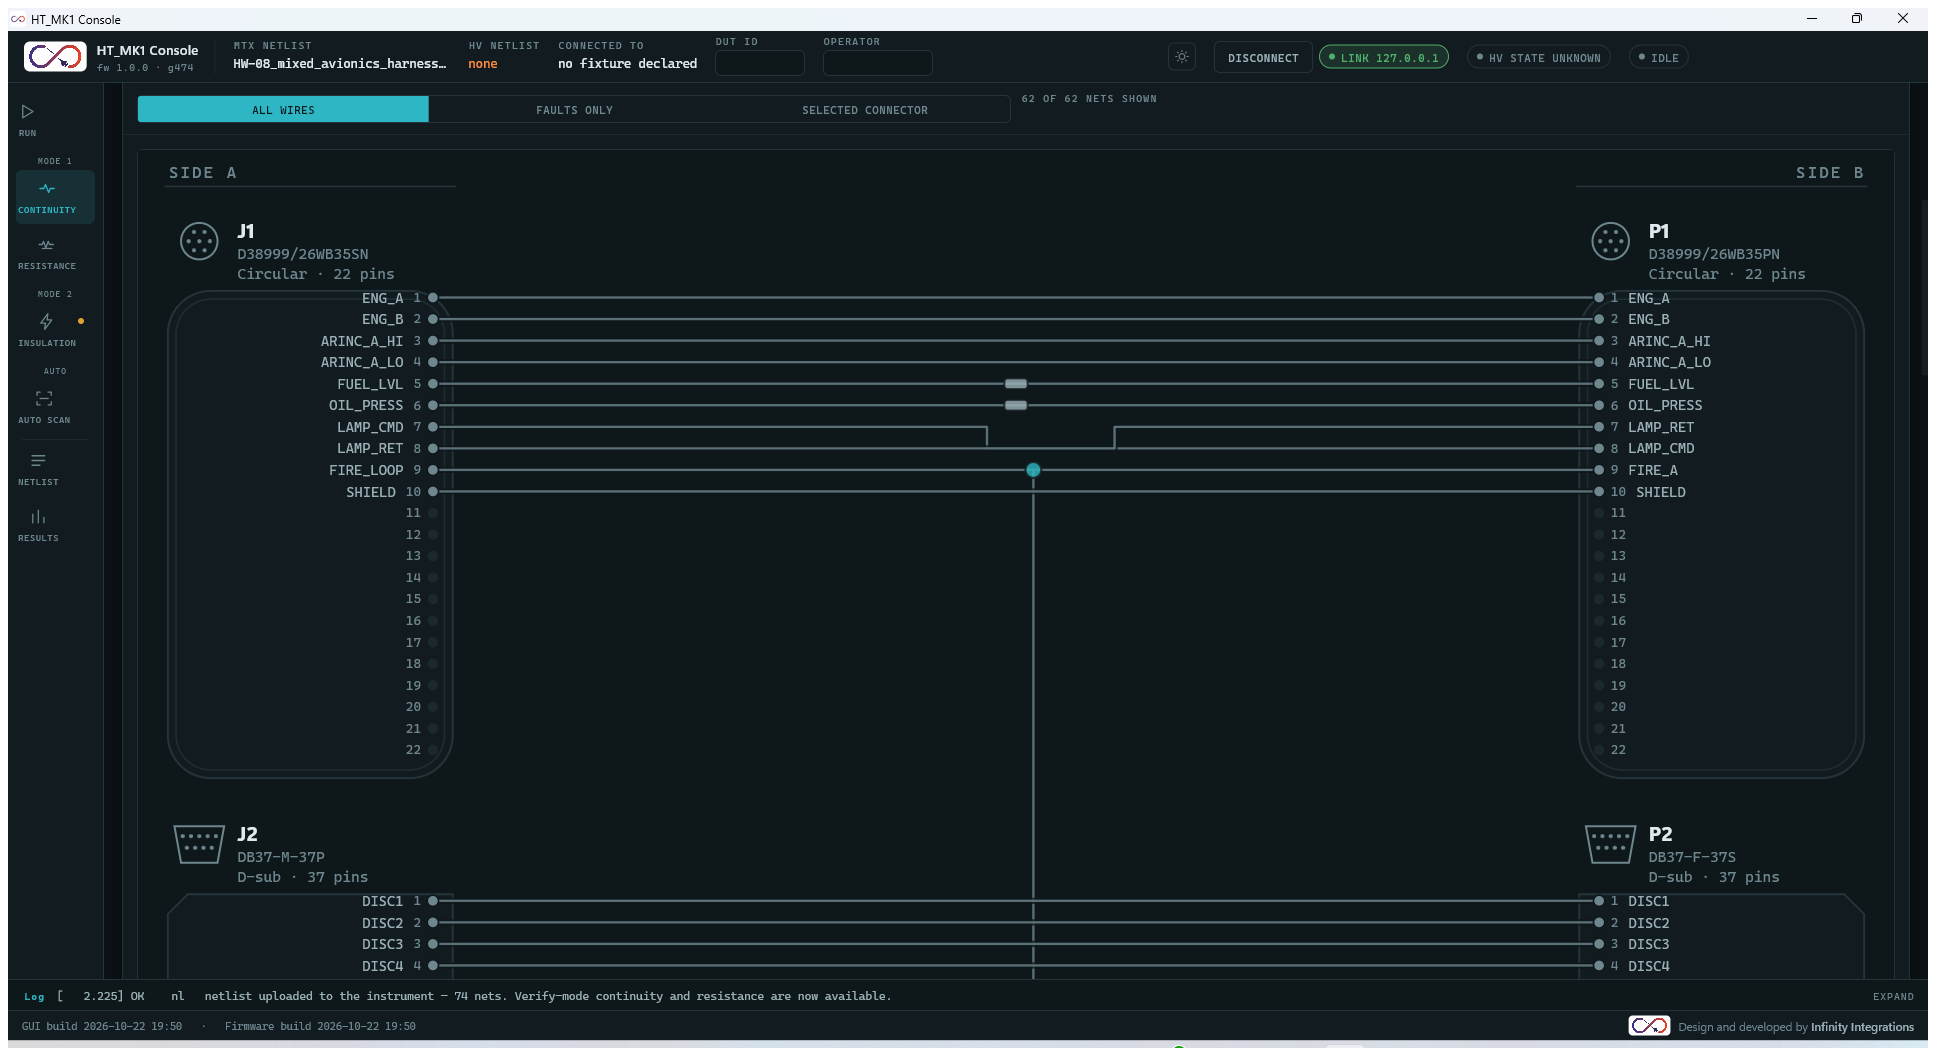 HT_MK1 Console
HT_MK1 Console
fw 1.0.0 · g474
MTX NETLIST
HW-08_mixed_avionics_harness…
HV NETLIST
none
CONNECTED TO
no fixture declared
DUT ID
OPERATOR
DISCONNECT
LINK 127.0.0.1
HV STATE UNKNOWN
IDLE
RUN
MODE 1
CONTINUITY
RESISTANCE
MODE 2
INSULATION
AUTO
AUTO SCAN
NETLIST
RESULTS
ALL WIRES
FAULTS ONLY
SELECTED CONNECTOR
62 OF 62 NETS SHOWN
SIDE A
SIDE B
J1
D38999/26WB35SN
Circular · 22 pins
P1
D38999/26WB35PN
Circular · 22 pins
ENG_A 1
1 ENG_A
ENG_B 2
2 ENG_B
ARINC_A_HI 3
3 ARINC_A_HI
ARINC_A_LO 4
4 ARINC_A_LO
FUEL_LVL 5
5 FUEL_LVL
OIL_PRESS 6
6 OIL_PRESS
LAMP_CMD 7
7 LAMP_RET
LAMP_RET 8
8 LAMP_CMD
FIRE_LOOP 9
9 FIRE_A
SHIELD 10
10 SHIELD
11
11
12
12
13
13
14
14
15
15
16
16
17
17
18
18
19
19
20
20
21
21
22
22
J2
DB37-M-37P
D-sub · 37 pins
P2
DB37-F-37S
D-sub · 37 pins
DISC1 1
1 DISC1
DISC2 2
2 DISC2
DISC3 3
3 DISC3
DISC4 4
4 DISC4
Log [ 2.225] OK nl netlist uploaded to the instrument — 74 nets. Verify-mode continuity and resistance are now available.
EXPAND
GUI build 2026-10-22 19:50 · Firmware build 2026-10-22 19:50
Design and developed by Infinity Integrations